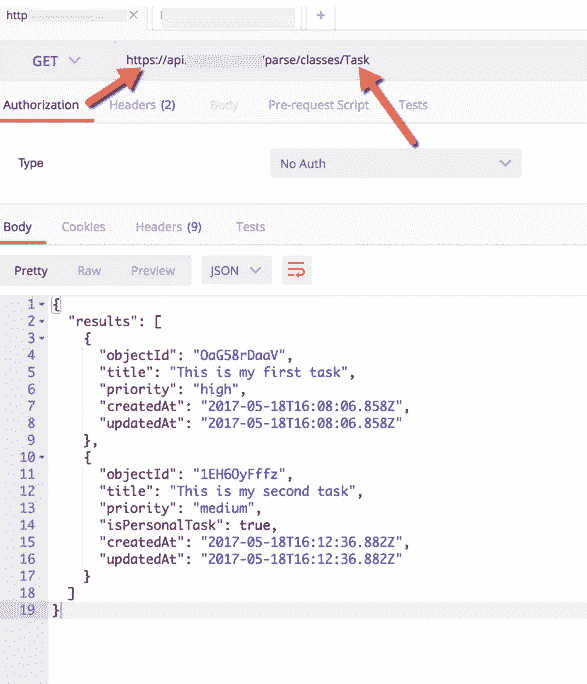 http
GET https://api. /parse/classes/Task
Authorization Headers (2) Body Pre-request Script Tests
Type No Auth
Body Cookies Headers (9) Tests
Pretty Raw Preview JSON
1 {
2 "results": [
3 {
4 "objectId": "OaG58rDaaV",
5 "title": "This is my first task",
6 "priority": "high",
7 "createdAt": "2017-05-18T16:08:06.858Z",
8 "updatedAt": "2017-05-18T16:08:06.858Z"
9 },
10 {
11 "objectId": "1EH6OyFffz",
12 "title": "This is my second task",
13 "priority": "medium",
14 "isPersonalTask": true,
15 "createdAt": "2017-05-18T16:12:36.882Z",
16 "updatedAt": "2017-05-18T16:12:36.882Z"
17 }
18 ]
19 }